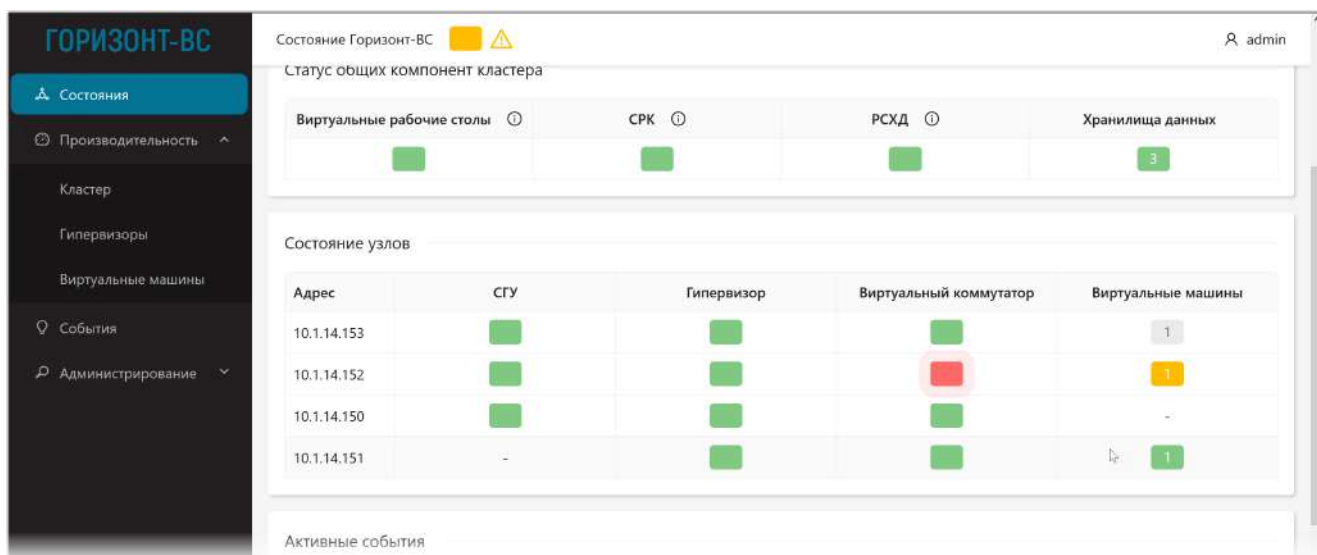 ГОРИЗОНТ-ВС
Состояния
Производительность
Кластер
Гипервизоры
Виртуальные машины
События
Администрирование
Состояние Горизонт-ВС
admin
Статус общих компонент кластера
Виртуальные рабочие столы СРК РСХД Хранилища данных
3
Состояние узлов
Адрес СГУ Гипервизор Виртуальный коммутатор Виртуальные машины
10.1.14.153 1
10.1.14.152 1
10.1.14.150 -
10.1.14.151 - 1
Активные события